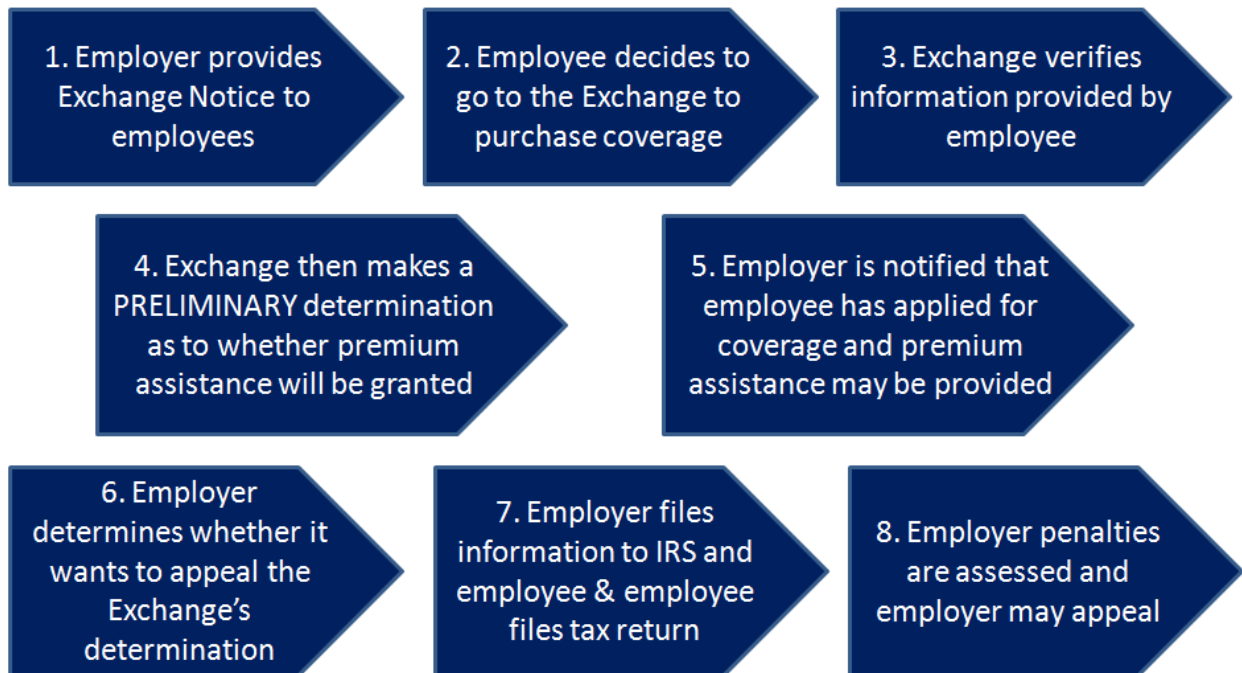 1. Employer provides
Exchange Notice to
employees
2. Employee decides to
go to the Exchange to
purchase coverage
3. Exchange verifies
information provided by
employee
4. Exchange then makes a
PRELIMINARY determination
as to whether premium
assistance will be granted
5. Employer is notified that
employee has applied for
coverage and premium
assistance may be provided
6. Employer
determines whether it
wants to appeal the
Exchange’s
determination
7. Employer files
information to IRS and
employee & employee
files tax return
8. Employer penalties
are assessed and
employer may appeal